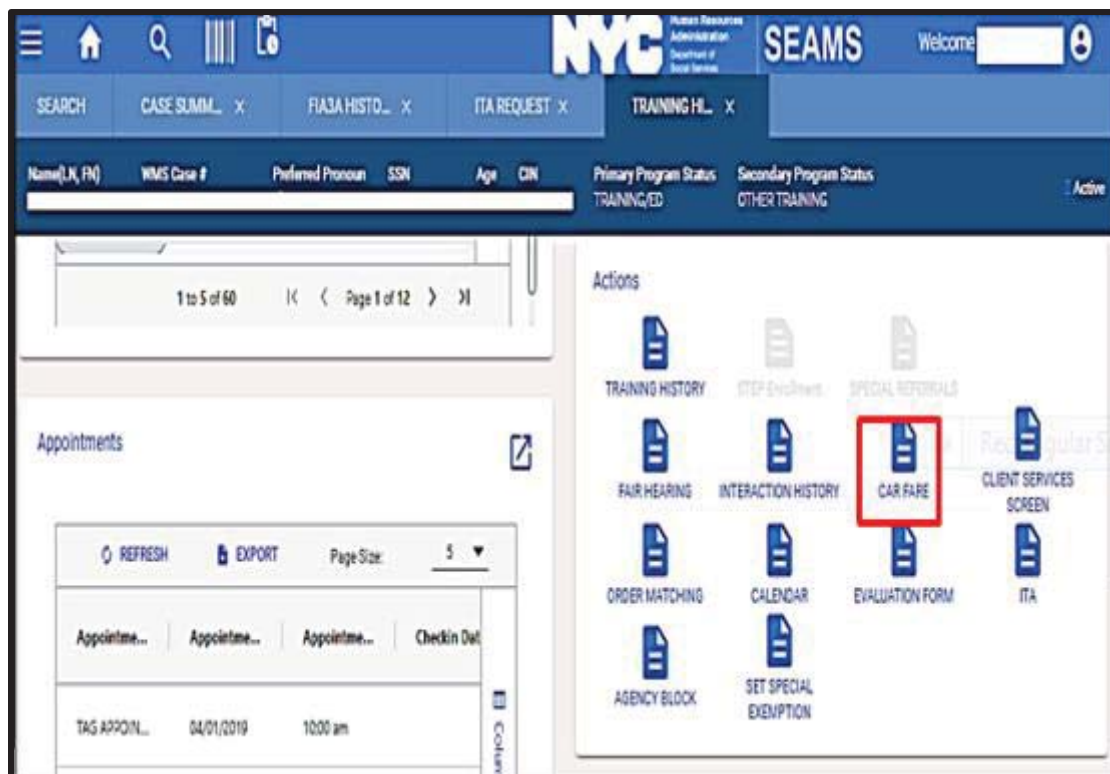 NYC Human Resources
Administration
Department of
Social Services
SEAMS
Welcome
SEARCH CASE SUMM... × FIA3A HISTO... × ITA REQUEST × TRAINING HI... ×
Name(LN, FN) WMS Case # Preferred Pronoun SSN Age CIN Primary Program Status Secondary Program Status
TRAINING/ED OTHER TRAINING Active
1 to 5 of 60 Page 1 of 12
Actions
TRAINING HISTORY STEP Enrollment SPECIAL REFERRALS
FAIR HEARING INTERACTION HISTORY CAR FARE CLIENT SERVICES
SCREEN
ORDER MATCHING CALENDAR EVALUATION FORM ITA
AGENCY BLOCK SET SPECIAL
EXEMPTION
Appointments
REFRESH EXPORT Page Size: 5
Appointme... Appointme... Appointme... Checkin Dat
TAG APPOIN... 04/01/2019 10:00 am
Colum